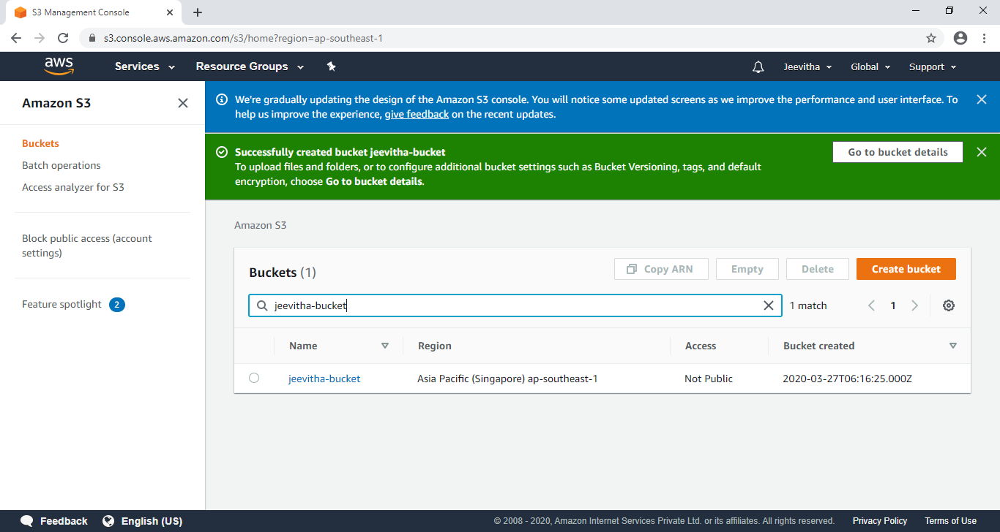 S3 Management Console
s3.console.aws.amazon.com/s3/home?region=ap-southeast-1
aws
Services
Resource Groups
Jeevitha
Global
Support
Amazon S3
Buckets
Batch operations
Access analyzer for S3
Block public access (account
settings)
Feature spotlight 2
We're gradually updating the design of the Amazon S3 console. You will notice some updated screens as we improve the performance and user interface. To
help us improve the experience, give feedback on the recent updates.
Successfully created bucket jeevitha-bucket
To upload files and folders, or to configure additional bucket settings such as Bucket Versioning, tags, and default
encryption, choose Go to bucket details.
Go to bucket details
Amazon S3
Buckets (1)
Copy ARN
Empty
Delete
Create bucket
jeevitha-bucket
1 match
1
Name
Region
Access
Bucket created
jeevitha-bucket
Asia Pacific (Singapore) ap-southeast-1
Not Public
2020-03-27T06:16:25.000Z
Feedback
English (US)
© 2008 - 2020, Amazon Internet Services Private Ltd. or its affiliates. All rights reserved.
Privacy Policy
Terms of Use